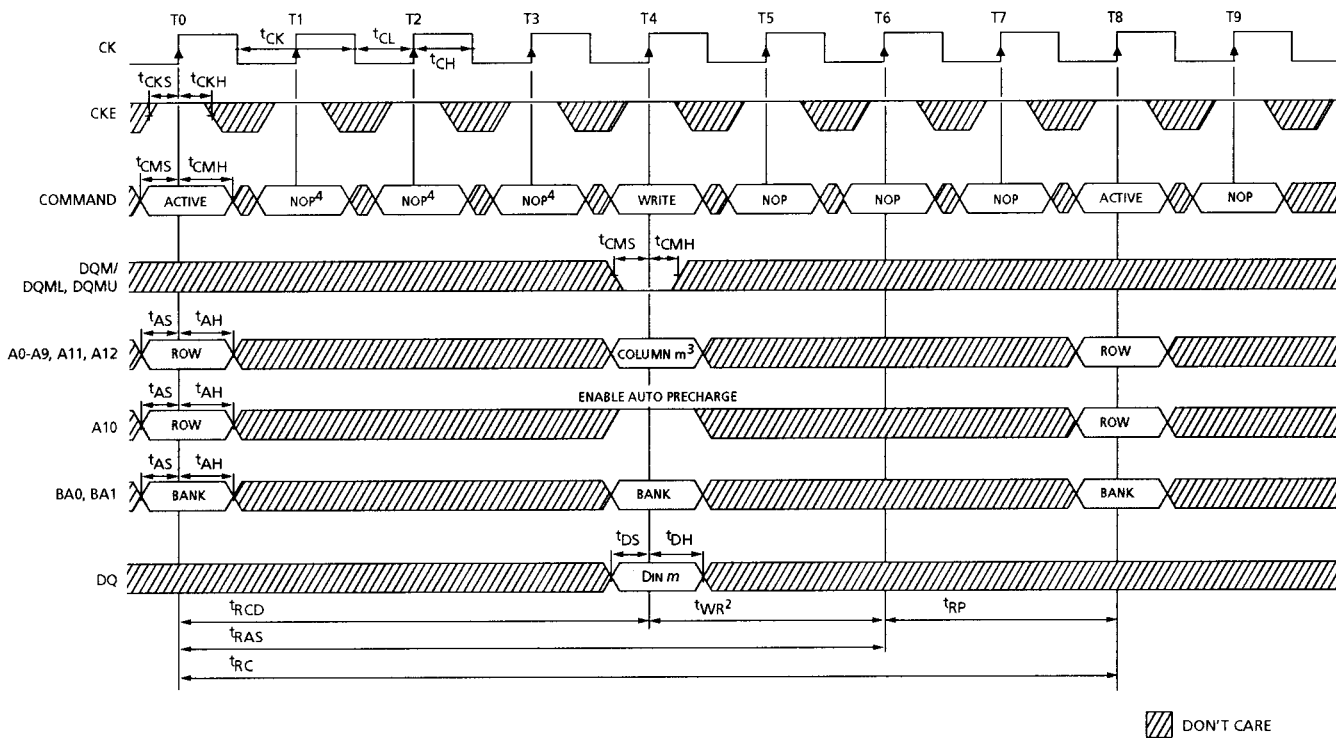 T0 T1 T2 T3 T4 T5 T6 T7 T8 T9
CK tCK tCL
tCH
tCKS tCKH
CKE
tCMS tCMH
COMMAND ACTIVE NOP4 NOP4 NOP4 WRITE NOP NOP NOP ACTIVE NOP
tCMS tCMH
DQM/
DQML, DQMU
tAS tAH
A0-A9, A11, A12 ROW COLUMN m3 ROW
tAS tAH ENABLE AUTO PRECHARGE
A10 ROW ROW
tAS tAH
BA0, BA1 BANK BANK BANK
tDS tDH
DQ DIN m
tRCD tWR2 tRP
tRAS
tRC
DON'T CARE